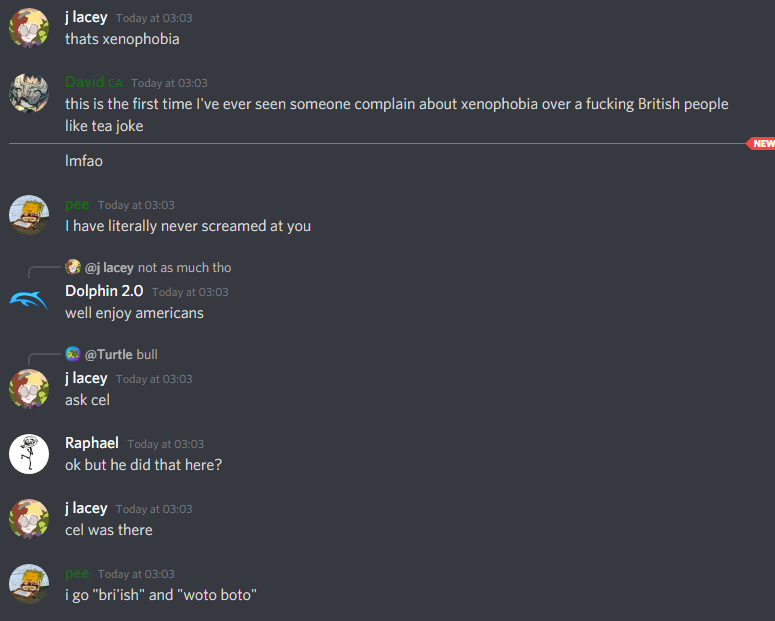 j lacey Today at 03:03
thats xenophobia
David CA Today at 03:03
this is the first time I've ever seen someone complain about xenophobia over a fucking British people
like tea joke
NEW
lmfao
pee Today at 03:03
I have literally never screamed at you
@j lacey not as much tho
Dolphin 2.0 Today at 03:03
well enjoy americans
@Turtle bull
j lacey Today at 03:03
ask cel
Raphael Today at 03:03
ok but he did that here?
j lacey Today at 03:03
cel was there
pee Today at 03:03
i go "bri'ish" and "woto boto"